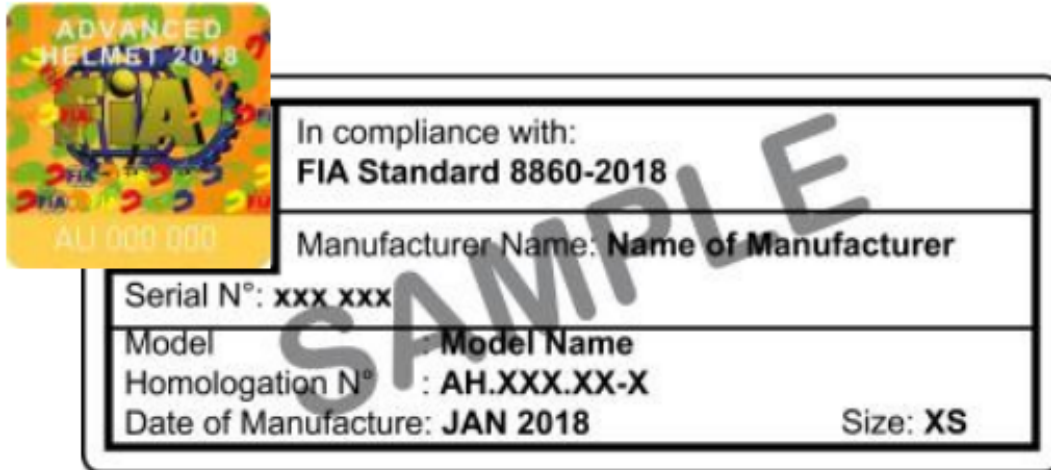 ADVANCED
HELMET 2018
FIA
AU 000 000
In compliance with:
FIA Standard 8860-2018
Manufacturer Name: Name of Manufacturer
Serial N°: xxx xxx
Model : Model Name
Homologation N° : AH.XXX.XX-X
Date of Manufacture: JAN 2018 Size: XS
SAMPLE